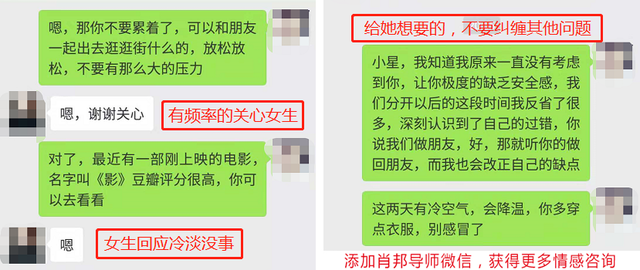 嗯，那你不要累着了，可以和朋友
一起出去逛逛街什么的，放松放
松，不要有那么大的压力
嗯，谢谢关心
有频率的关心女生
对了，最近有一部刚上映的电影，
名字叫《影》豆瓣评分很高，你可
以去看看
嗯
女生回应冷淡没事
给她想要的，不要纠缠其他问题
小星，我知道我原来一直没有考虑
到你，让你极度的缺乏安全感，我
们分开以后的这段时间我反省了很
多，深刻认识到了自己的过错，你
说我们做朋友，好，那就听你的做
回朋友，而我也会改正自己的缺点
这两天有冷空气，会降温，你多穿
点衣服，别感冒了
添加肖邦导师微信，获得更多情感咨询